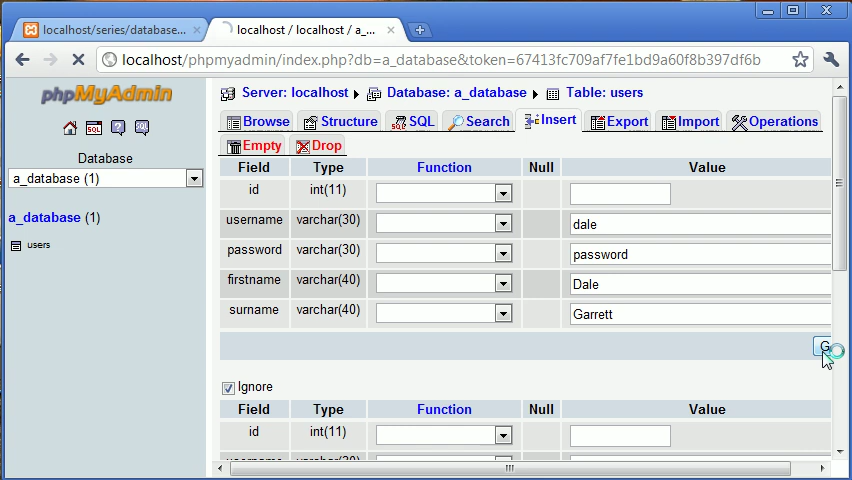 localhost/series/database...
localhost / localhost / a_...
localhost/phpmyadmin/index.php?db=a_database&token=67413fc709af7fe1bd9a60f8b397df6b
phpMyAdmin
Server: localhost Database: a_database Table: users
Browse Structure SQL Search Insert Export Import Operations
Empty Drop
SQL
Database
a_database (1)
a_database (1)
users
Field Type Function Null Value
id int(11)
username varchar(30) dale
password varchar(30) password
firstname varchar(40) Dale
surname varchar(40) Garrett
G
Ignore
Field Type Function Null Value
id int(11)